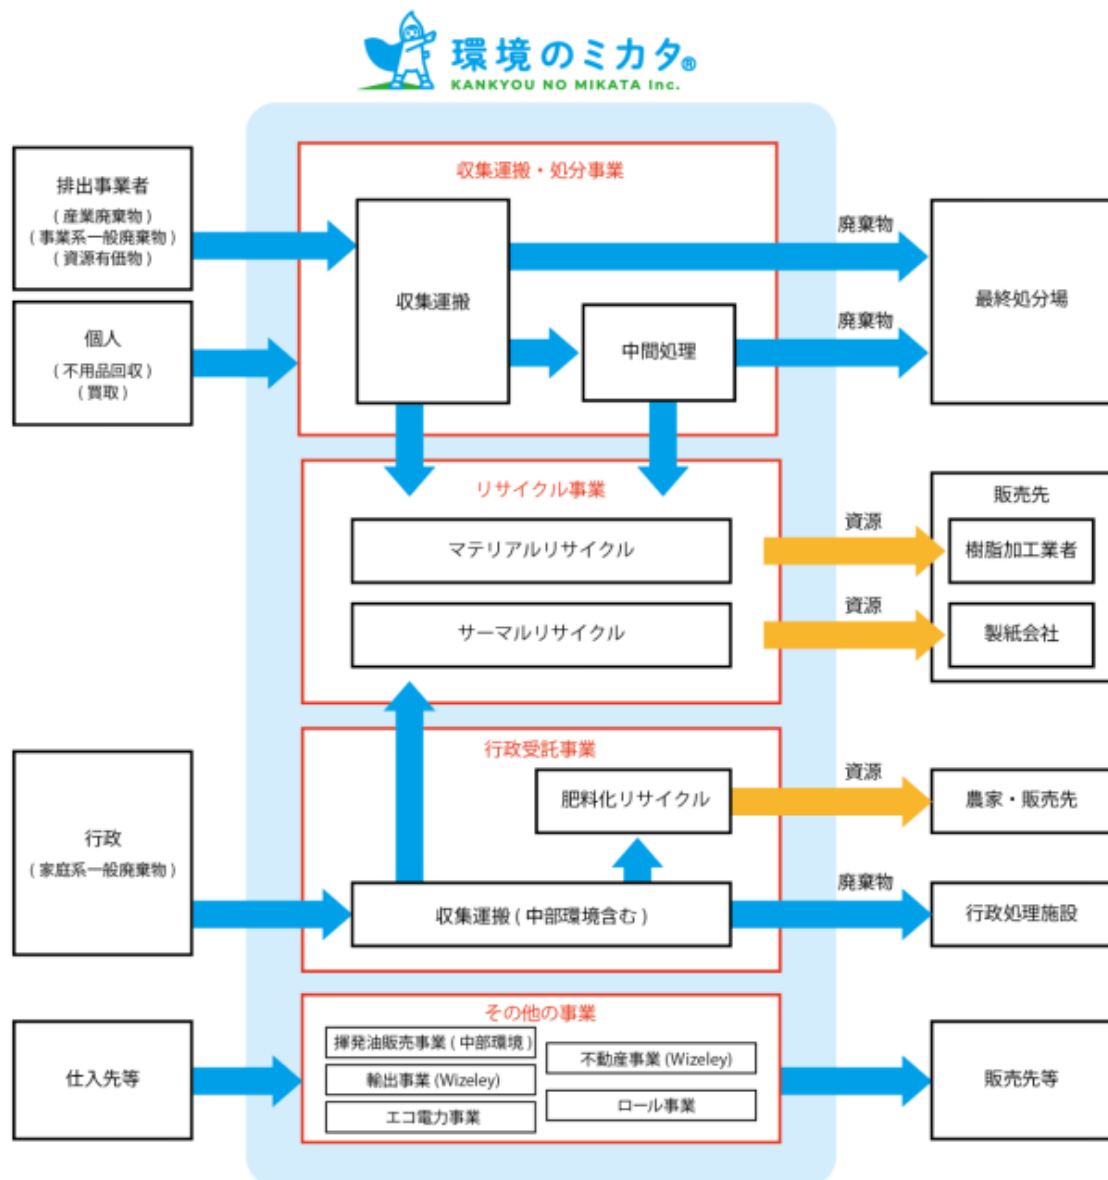 環境のミカタ®
KANKYOU NO MIKATA Inc.
収集運搬・処分事業
排出事業者
(産業廃棄物)
(事業系一般廃棄物)
(資源有価物)
個人
(不用品回収)
(買取)
収集運搬
中間処理
廃棄物
廃棄物
最終処分場
リサイクル事業
マテリアルリサイクル
サーマルリサイクル
資源
資源
販売先
樹脂加工業者
製紙会社
行政受託事業
行政
(家庭系一般廃棄物)
肥料化リサイクル
収集運搬(中部環境含む)
資源
農家・販売先
廃棄物
行政処理施設
その他の事業
仕入先等
揮発油販売事業(中部環境)
輸出事業(Wizeley)
エコ電力事業
不動産事業(Wizeley)
ロール事業
販売先等